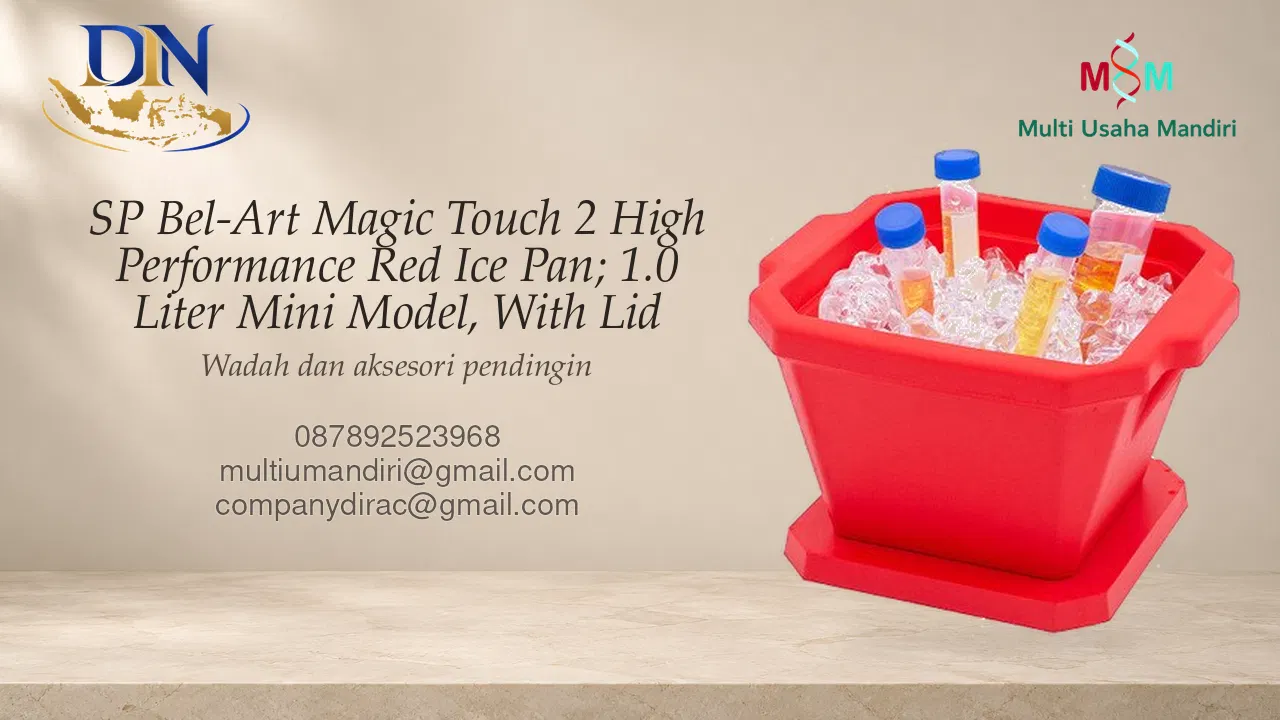 DN
M M
Multi Usaha Mandiri
SP Bel-Art Magic Touch 2 High
Performance Red Ice Pan; 1.0
Liter Mini Model, With Lid
Wadah dan aksesori pendingin
087892523968
multiumandiri@gmail.com
companydirac@gmail.com